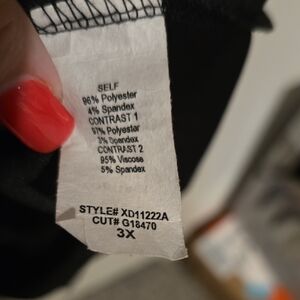 SELF
96% Polyester
4% Spandex
CONTRAST 1
97% Polyester
3% Spandex
CONTRAST 2
95% Viscose
5% Spandex
STYLE# XD11222A
CUT# G18470
3X